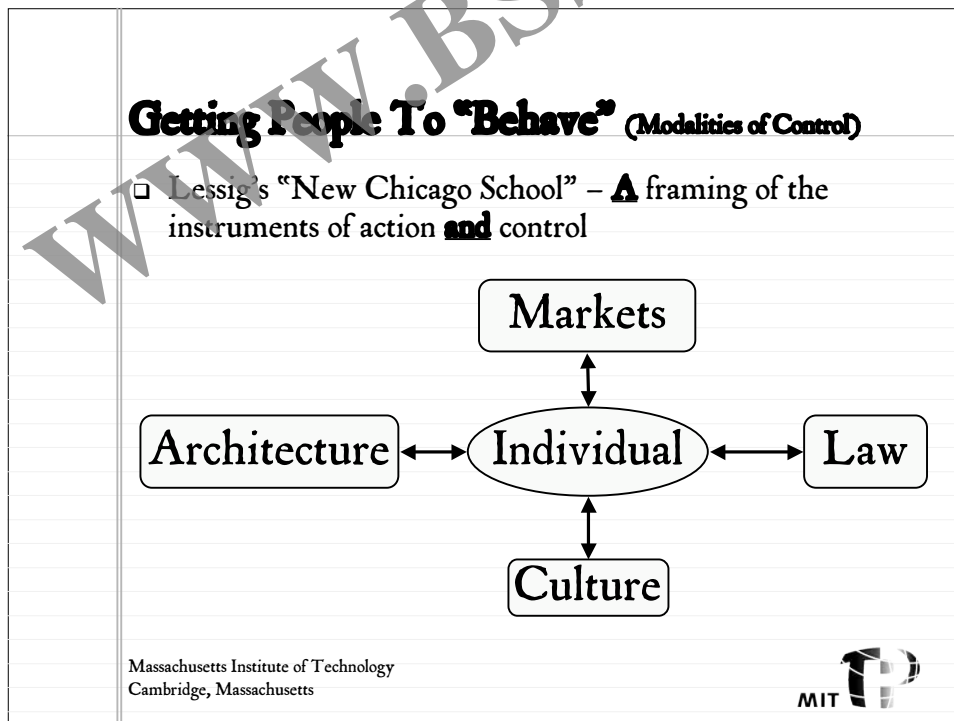 WWW.BS
Getting People To “Behave” (Modalities of Control)
Lessig's “New Chicago School” – A framing of the
instruments of action and control
Markets
Architecture
Individual
Law
Culture
Massachusetts Institute of Technology
Cambridge, Massachusetts
MIT